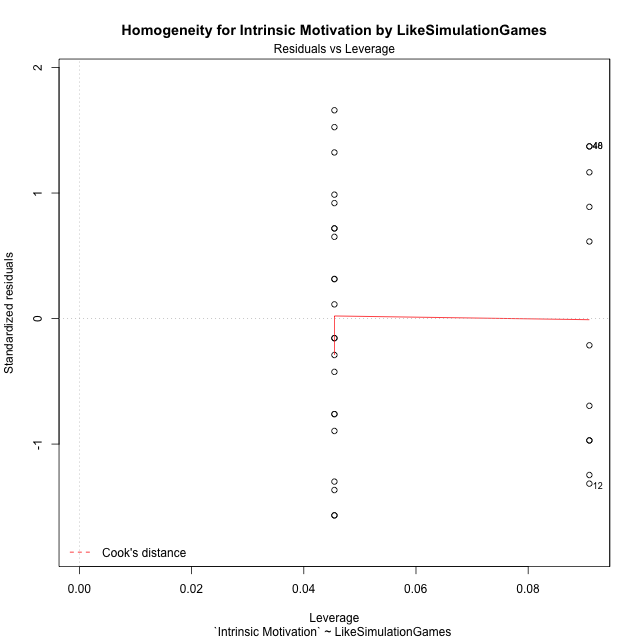 Homogeneity for Intrinsic Motivation by LikeSimulationGames
Residuals vs Leverage
2
1
0
-1
Standardized residuals
12
Cook's distance
0.00 0.02 0.04 0.06 0.08
Leverage
`Intrinsic Motivation` ~ LikeSimulationGames